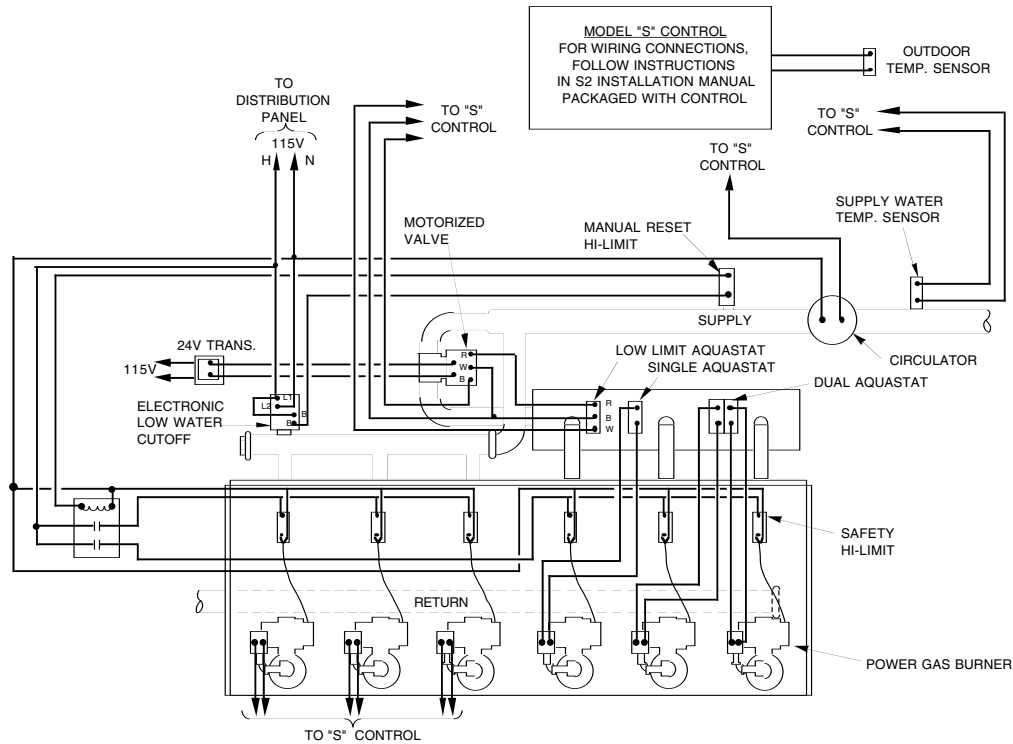 MODEL "S" CONTROL
FOR WIRING CONNECTIONS,
FOLLOW INSTRUCTIONS
IN S2 INSTALLATION MANUAL
PACKAGED WITH CONTROL
OUTDOOR
TEMP. SENSOR
TO
DISTRIBUTION
PANEL
115V
H N
TO "S"
CONTROL
TO "S"
CONTROL
TO "S"
CONTROL
SUPPLY WATER
TEMP. SENSOR
MOTORIZED
VALVE
MANUAL RESET
HI-LIMIT
SUPPLY
CIRCULATOR
24V TRANS.
115V
R
W
B
LOW LIMIT AQUASTAT
SINGLE AQUASTAT
DUAL AQUASTAT
ELECTRONIC
LOW WATER
CUTOFF
L1
L2
B
B
R
B
W
SAFETY
HI-LIMIT
RETURN
POWER GAS BURNER
TO "S" CONTROL